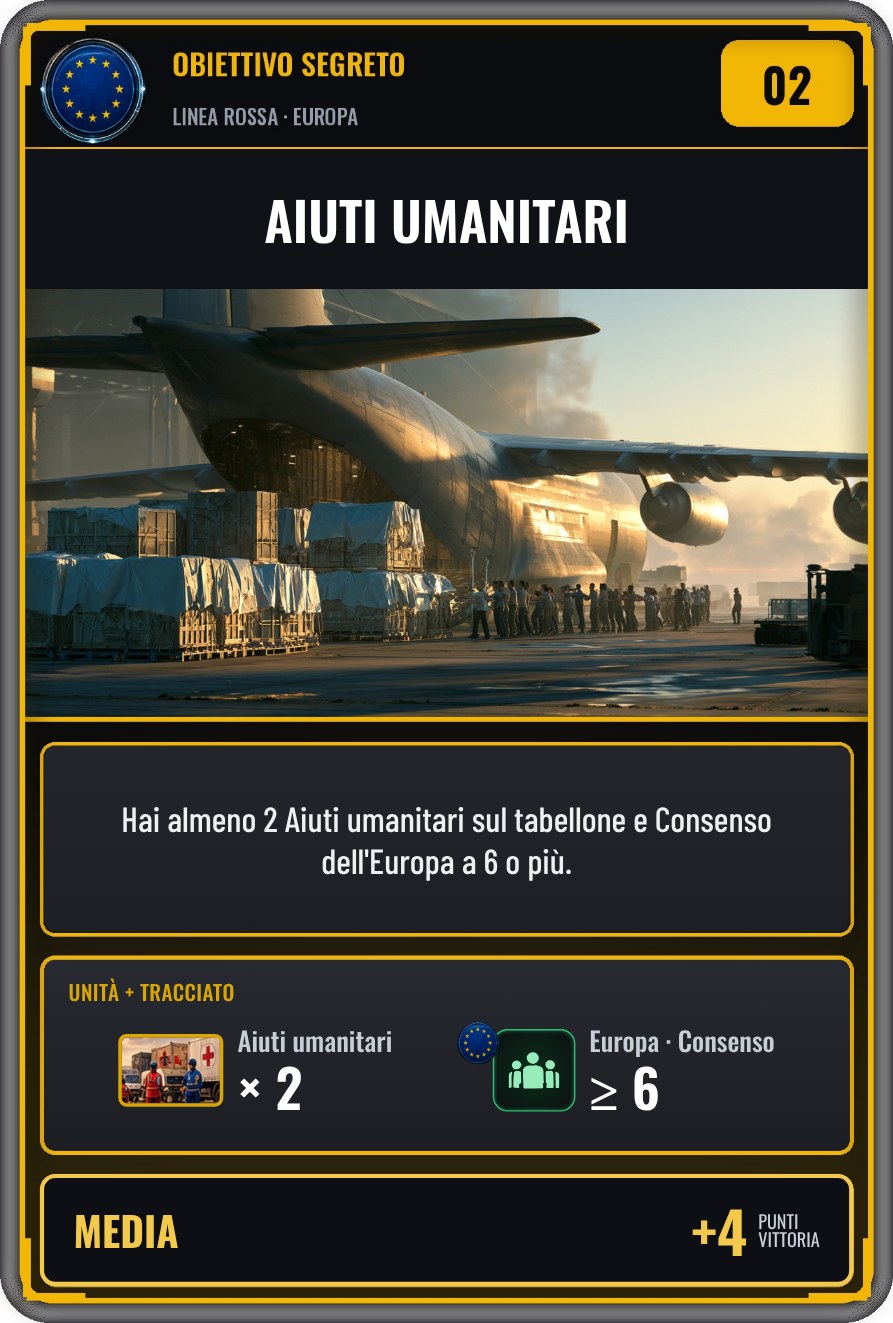 OBIETTIVO SEGRETO
LINEA ROSSA · EUROPA
02
AIUTI UMANITARI
Hai almeno 2 Aiuti umanitari sul tabellone e Consenso
dell'Europa a 6 o più.
UNITÀ + TRACCIATO
Aiuti umanitari
× 2
Europa · Consenso
≥ 6
MEDIA
+4
PUNTI
VITTORIA